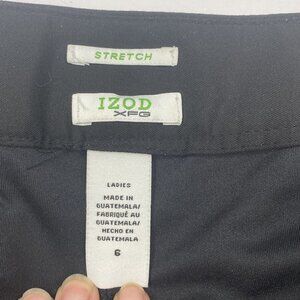 STRETCH
IZOD
XFG
LADIES
MADE IN
GUATEMALA/
FABRIQUÉ AU
GUATEMALA/
HECHO EN
GUATEMALA
6